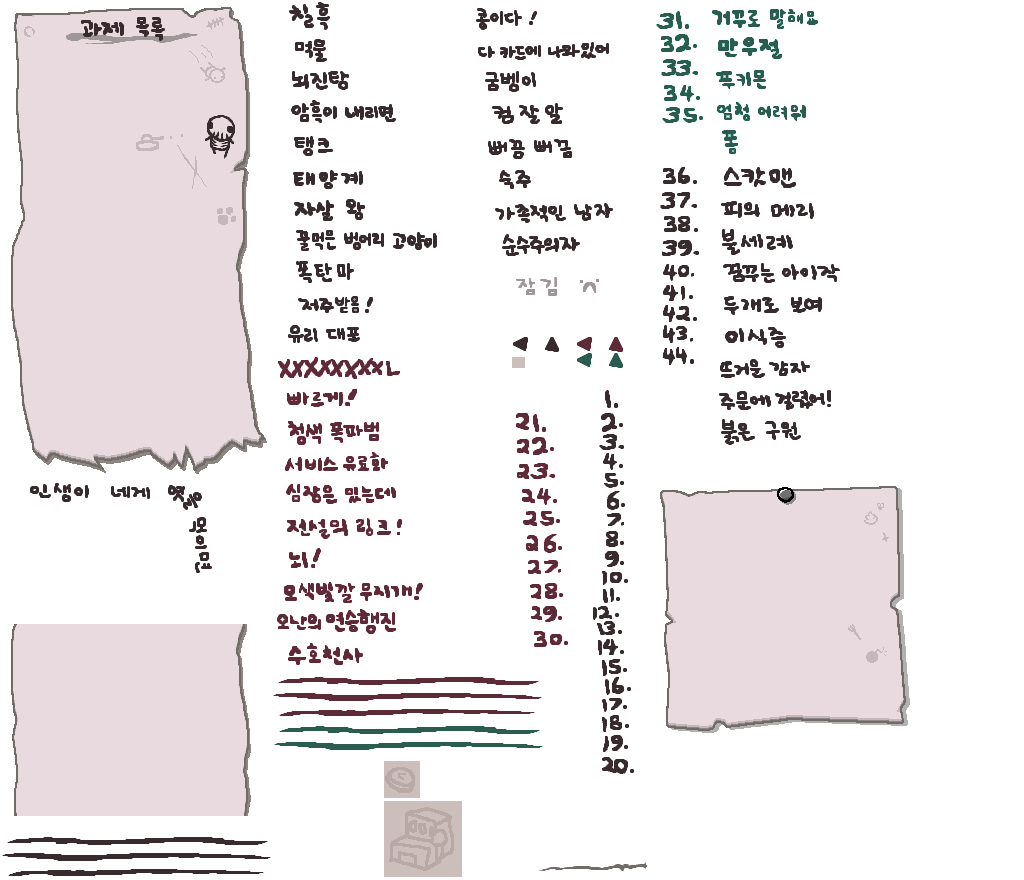 과제 목록
칠흑
먹물
뇌진탕
암흑이 내리면
탱크
태양계
자살 왕
꿀먹은 벙어리 고양이
폭탄마
저주받음!
유리 대포
XXXXXXXXL
빠르게!
청색 폭파범
서비스 유료화
심장은 있는데
전설의 링크!
뇌!
오색빛깔 무지개!
오난의 연승행진
수호천사
콩이다!
다 카드에 나와있어
굼벵이
컴 잘 알
뻐끔 뻐끔
숙주
가족적인 남자
순수주의자
잠김
인생이
네게
엿을
먹이면
21.
22.
23.
24.
25.
26.
27.
28.
29.
30.
1.
2.
3.
4.
5.
6.
7.
8.
9.
10.
11.
12.
13.
14.
15.
16.
17.
18.
19.
20.
31.
32.
33.
34.
35.
36.
37.
38.
39.
40.
41.
42.
43.
44.
거꾸로 말해요
만우절
푸키몬
엄청 어려워
퐁
스캇맨
피의 메리
불세례
꿈꾸는 아이작
두개로 보여
이식증
뜨거운 감자
주문에 걸렸어!
붉은 구원